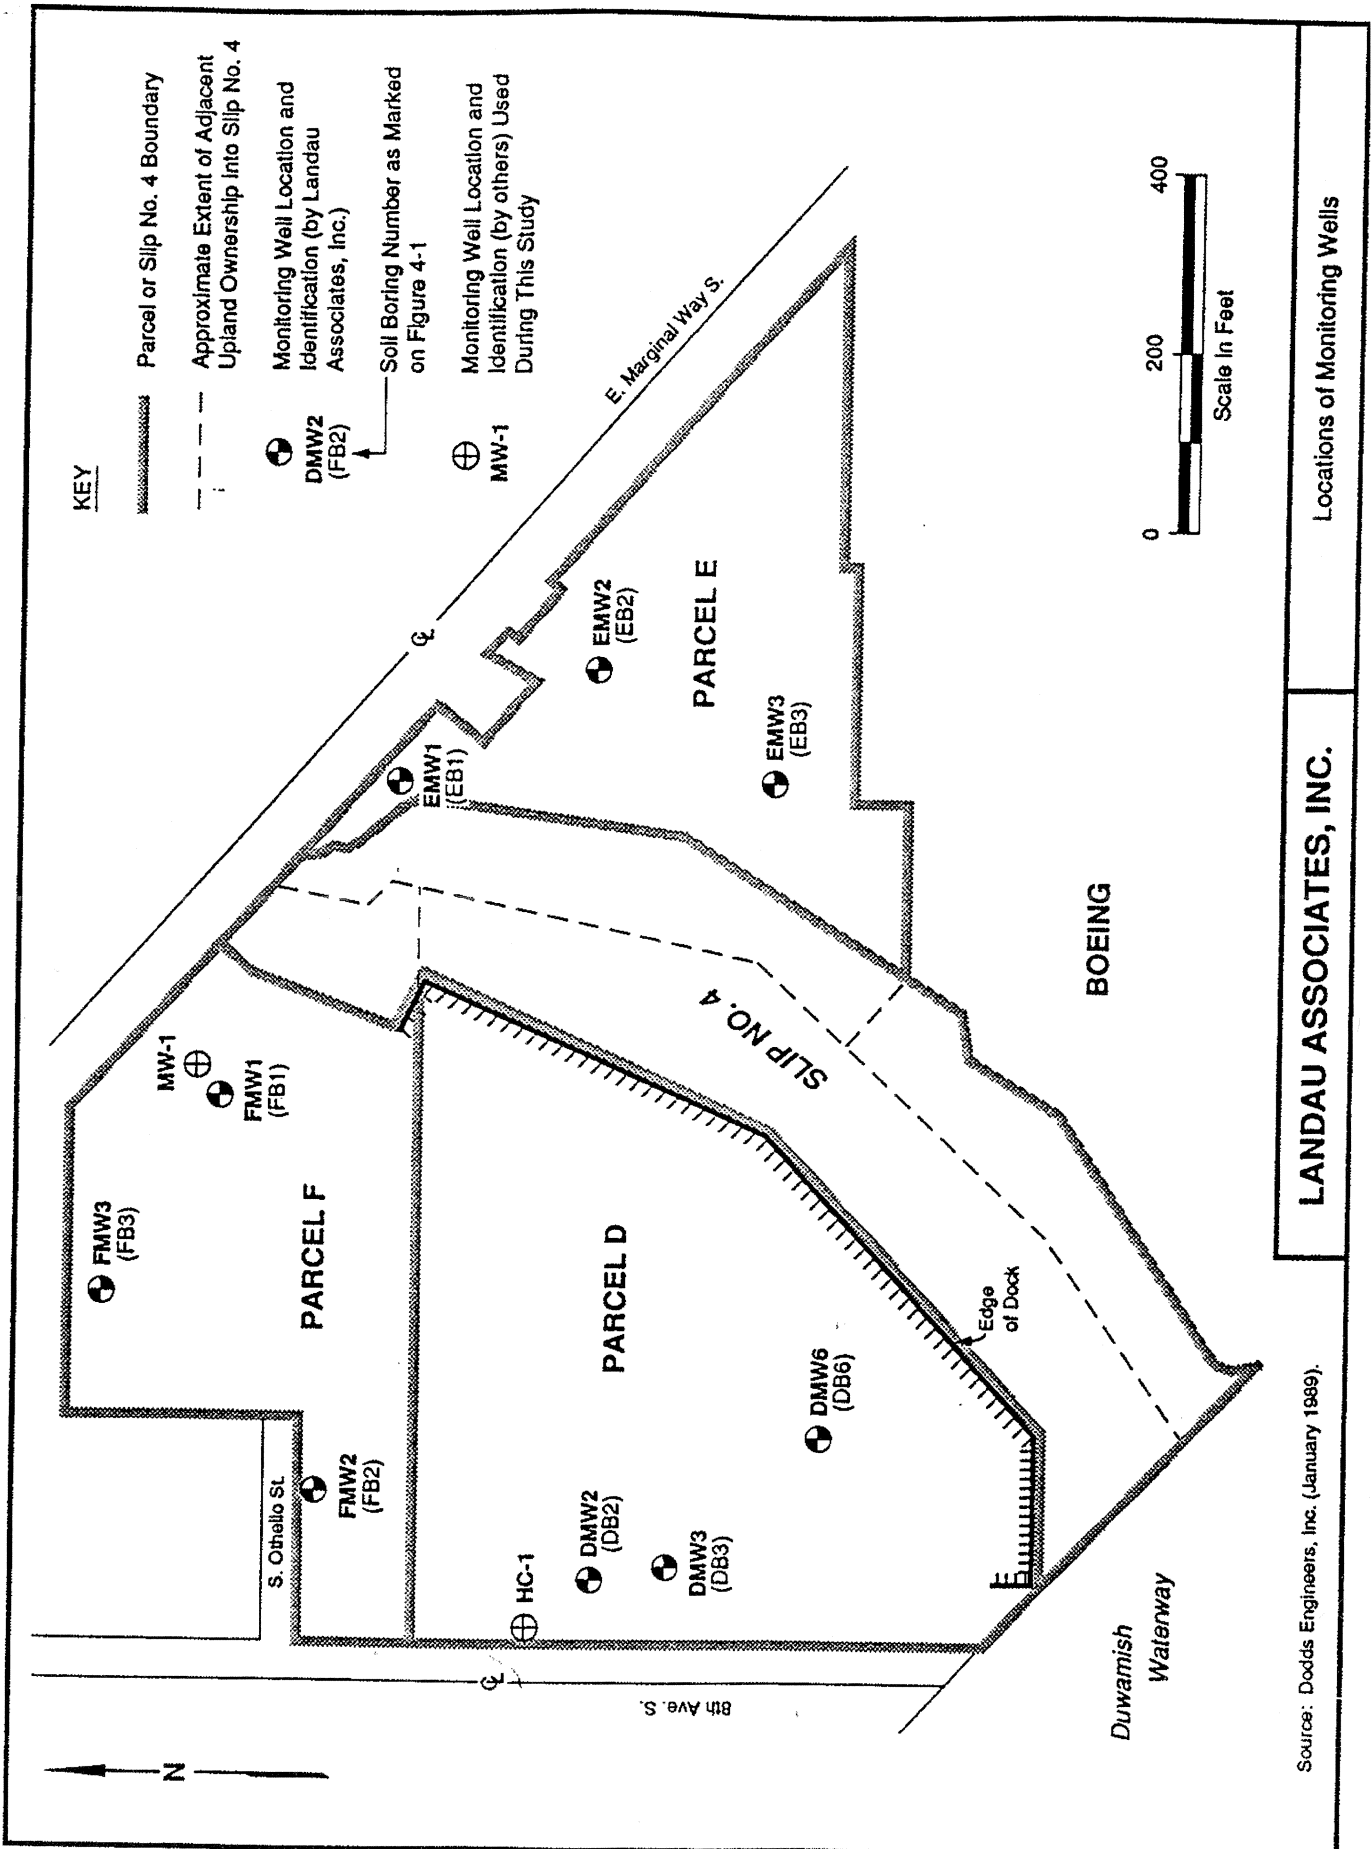 KEY
Parcel or Slip No. 4 Boundary
Approximate Extent of Adjacent
Upland Ownership Into Slip No. 4
DMW2
(FB2)
Monitoring Well Location and
Identification (by Landau
Associates, Inc.)
Soil Boring Number as Marked
on Figure 4-1
MW-1
Monitoring Well Location and
Identification (by others) Used
During This Study
N
8th Ave. S.
S. Othello St.
E. Marginal Way S.
CL
CL
FMW3
(FB3)
MW-1
FMW1
(FB1)
PARCEL F
FMW2
(FB2)
EMW1
(EB1)
EMW2
(EB2)
PARCEL E
EMW3
(EB3)
HC-1
DMW2
(DB2)
DMW3
(DB3)
PARCEL D
DMW6
(DB6)
SLIP NO. 4
Edge
of Dock
BOEING
Duwamish
Waterway
0
200
400
Scale In Feet
Source: Dodds Engineers, Inc. (January 1989).
LANDAU ASSOCIATES, INC.
Locations of Monitoring Wells